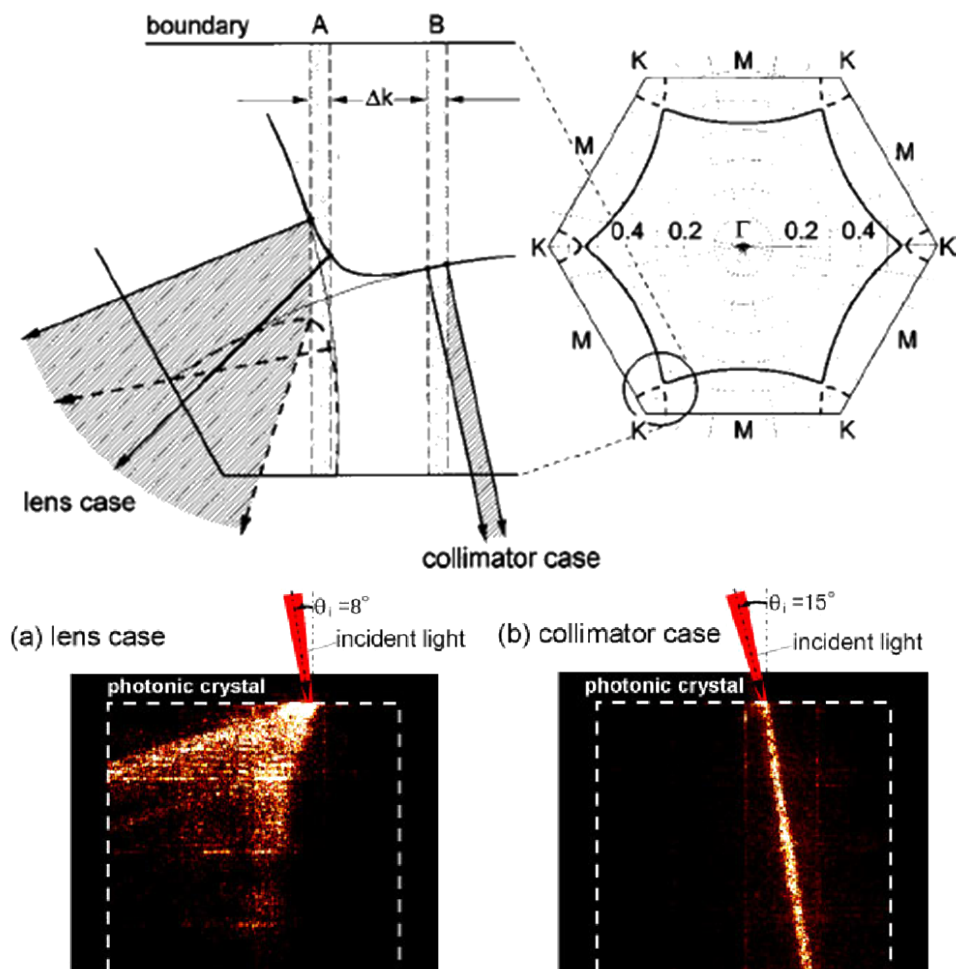 boundary A B
Δk
K M K
M M
K 0.4 0.2 Γ 0.2 0.4 K
M M
K M K
lens case
collimator case
(a) lens case
θi =8°
incident light
photonic crystal
(b) collimator case
θi =15°
incident light
photonic crystal